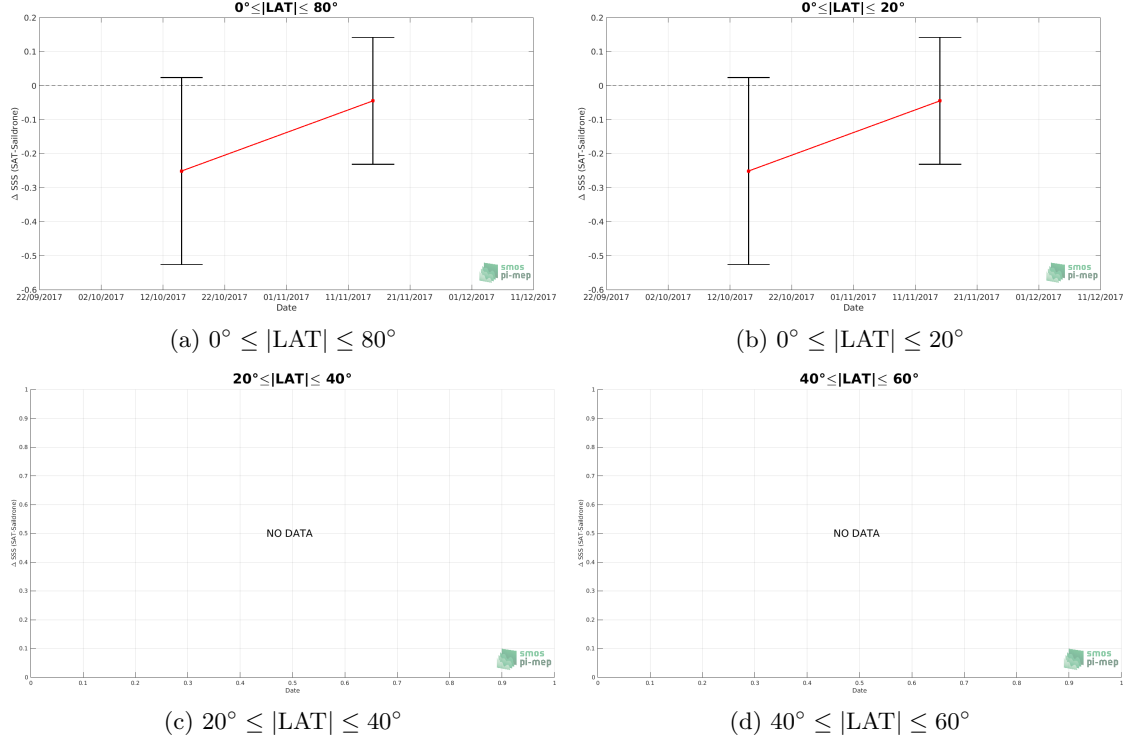 0°≤|LAT|≤ 80°
0.2
0.1
0
-0.1
-0.2
-0.3
-0.4
-0.5
-0.6
Δ SSS (SAT-Saildrone)
22/09/2017 02/10/2017 12/10/2017 22/10/2017 01/11/2017 11/11/2017 21/11/2017 01/12/2017 11/12/2017
Date
smos
pi-mep
(a) 0° ≤ |LAT| ≤ 80°
0°≤|LAT|≤ 20°
0.2
0.1
0
-0.1
-0.2
-0.3
-0.4
-0.5
-0.6
Δ SSS (SAT-Saildrone)
22/09/2017 02/10/2017 12/10/2017 22/10/2017 01/11/2017 11/11/2017 21/11/2017 01/12/2017 11/12/2017
Date
smos
pi-mep
(b) 0° ≤ |LAT| ≤ 20°
20°≤|LAT|≤ 40°
1
0.9
0.8
0.7
0.6
0.5
0.4
0.3
0.2
0.1
0
Δ SSS (SAT-Saildrone)
NO DATA
0 0.1 0.2 0.3 0.4 0.5 0.6 0.7 0.8 0.9 1
Date
smos
pi-mep
(c) 20° ≤ |LAT| ≤ 40°
40°≤|LAT|≤ 60°
1
0.9
0.8
0.7
0.6
0.5
0.4
0.3
0.2
0.1
0
Δ SSS (SAT-Saildrone)
NO DATA
0 0.1 0.2 0.3 0.4 0.5 0.6 0.7 0.8 0.9 1
Date
smos
pi-mep
(d) 40° ≤ |LAT| ≤ 60°